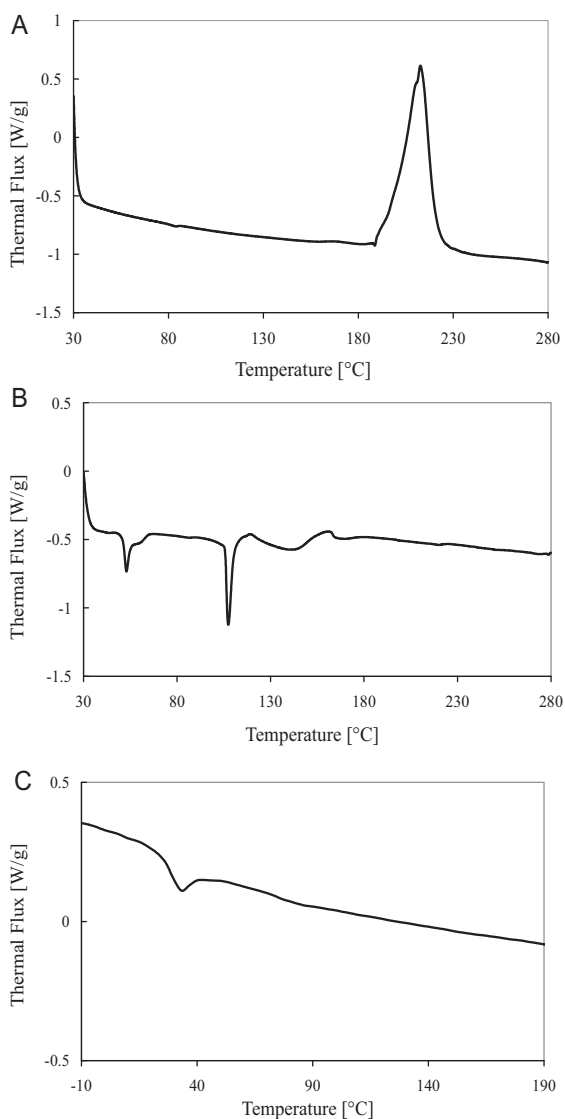 A
Thermal Flux [W/g]
1
0.5
0
-0.5
-1
-1.5
30 80 130 180 230 280
Temperature [°C]
B
Thermal Flux [W/g]
0.5
0
-0.5
-1
-1.5
30 80 130 180 230 280
Temperature [°C]
C
Thermal Flux [W/g]
0.5
0
-0.5
-10 40 90 140 190
Temperature [°C]